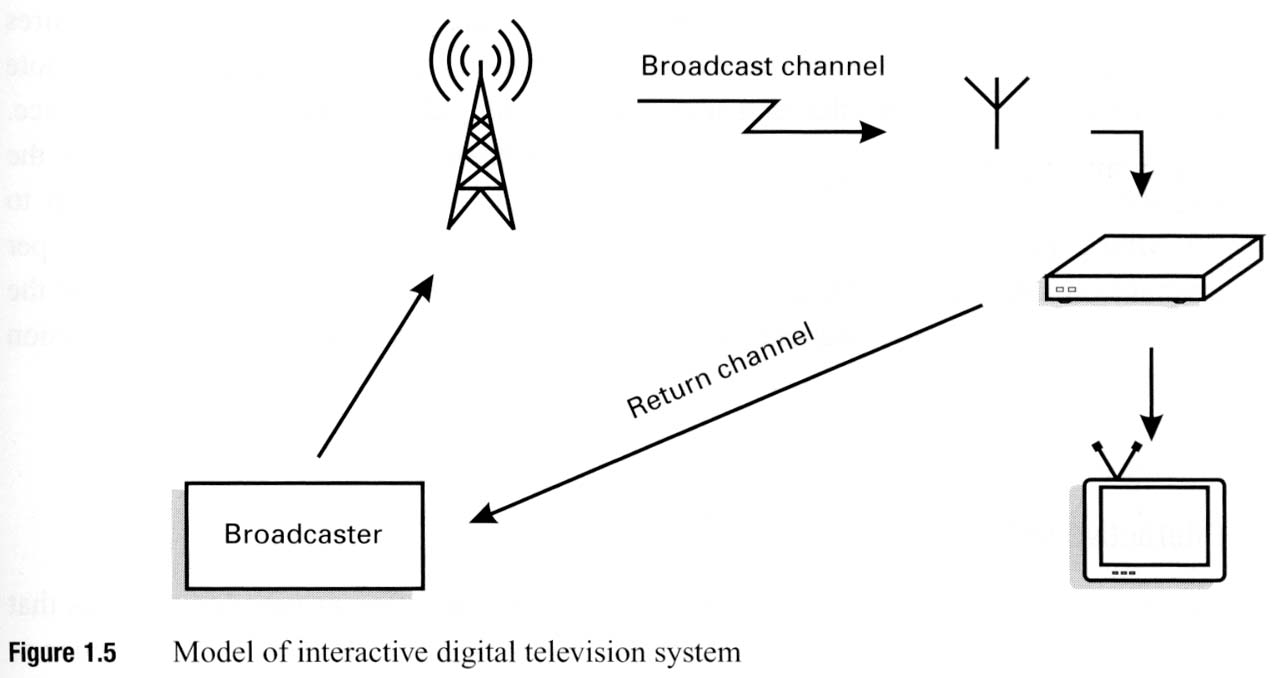 Broadcast channel
Return channel
Broadcaster
Figure 1.5 Model of interactive digital television system